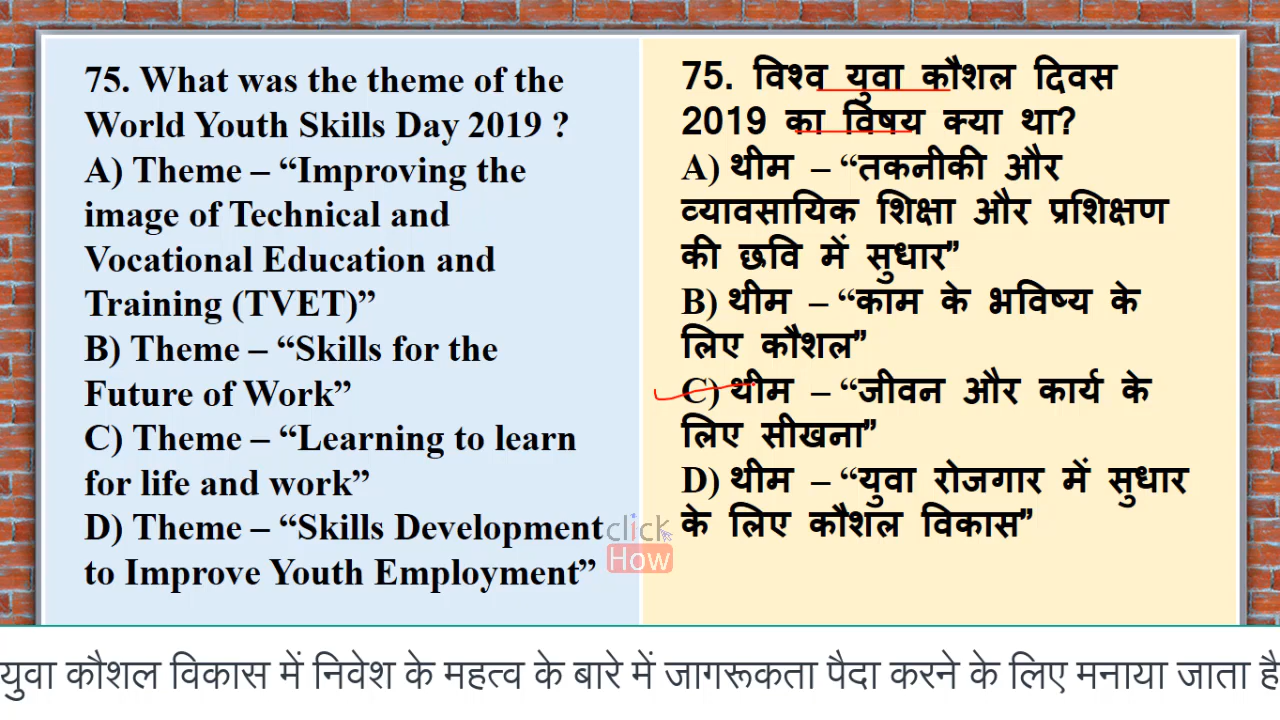 75. What was the theme of the
World Youth Skills Day 2019 ?
A) Theme – “Improving the
image of Technical and
Vocational Education and
Training (TVET)”
B) Theme – “Skills for the
Future of Work”
C) Theme – “Learning to learn
for life and work”
D) Theme – “Skills Development
to Improve Youth Employment”
75. विश्व युवा कौशल दिवस
2019 का विषय क्या था?
A) थीम – “तकनीकी और
व्यावसायिक शिक्षा और प्रशिक्षण
की छवि में सुधार”
B) थीम – “काम के भविष्य के
लिए कौशल”
C) थीम – “जीवन और कार्य के
लिए सीखना”
D) थीम – “युवा रोजगार में सुधार
के लिए कौशल विकास”
click
How
युवा कौशल विकास में निवेश के महत्व के बारे में जागरूकता पैदा करने के लिए मनाया जाता है